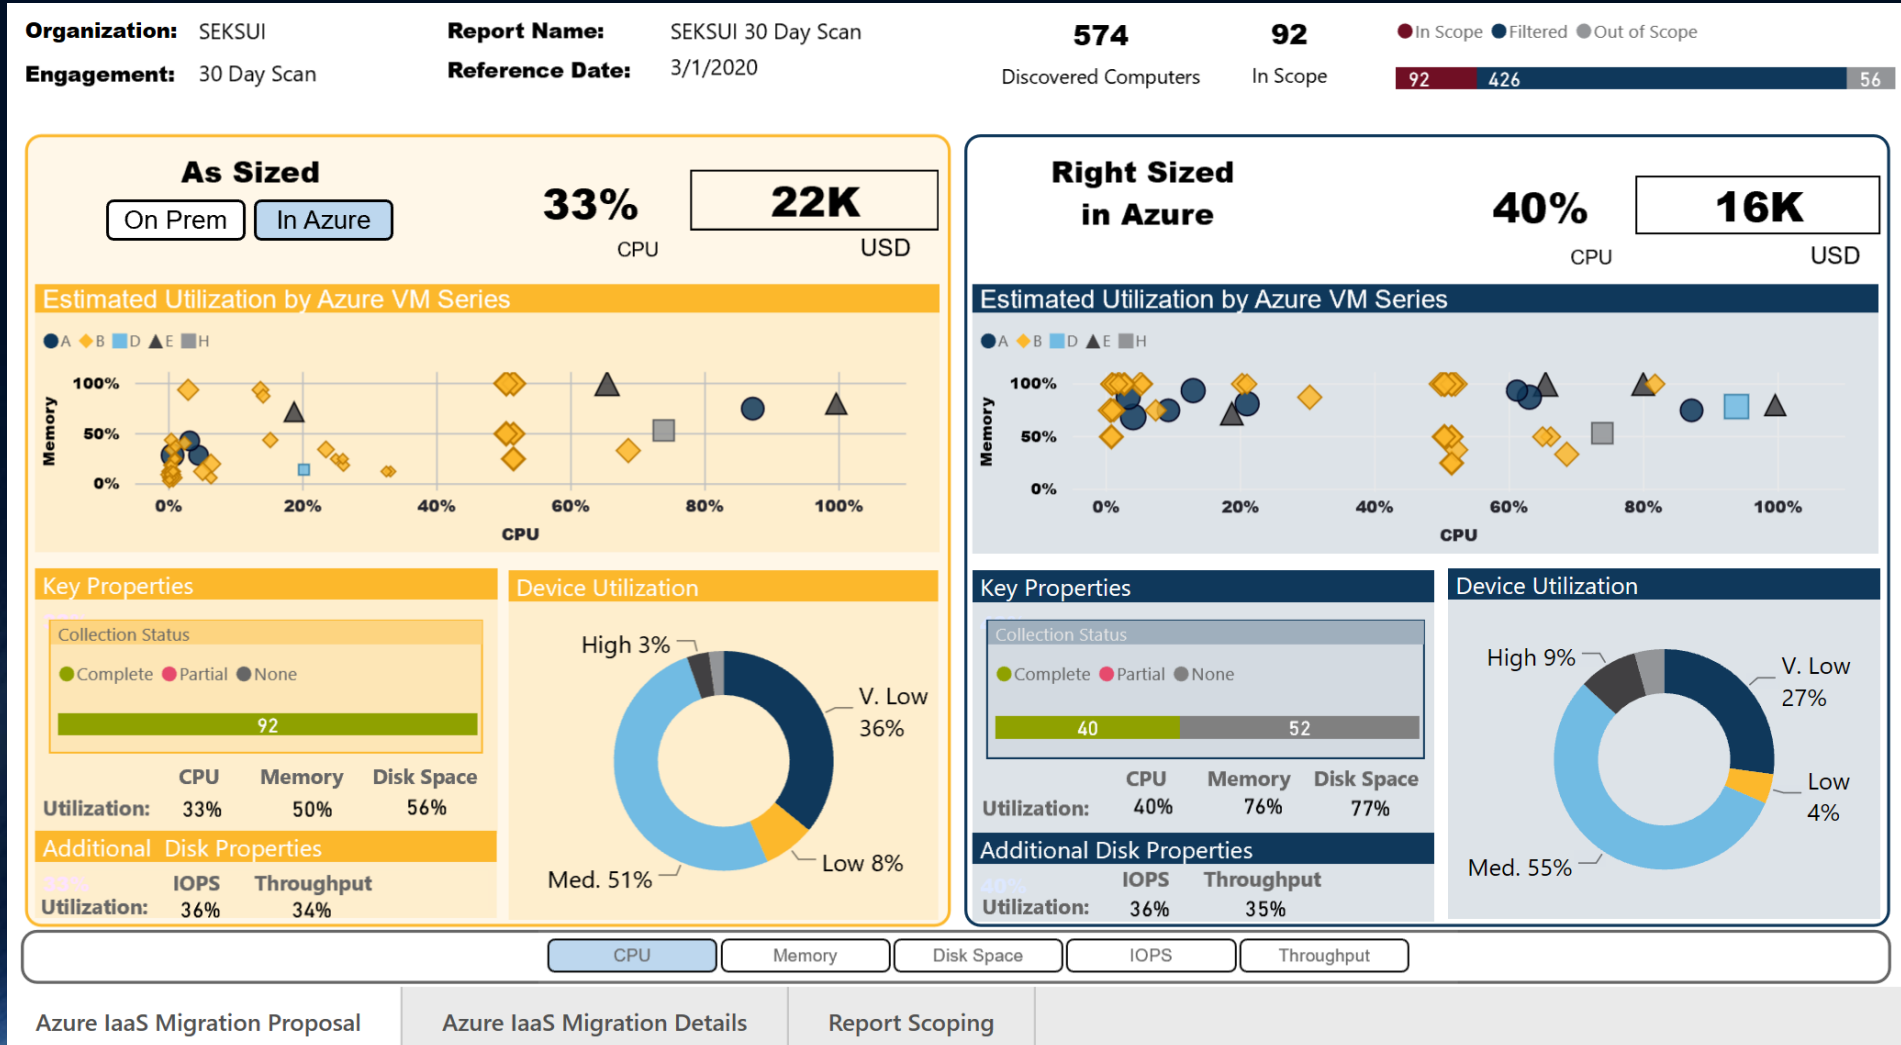 Organization: SEKSUI
Engagement: 30 Day Scan
Report Name: SEKSUI 30 Day Scan
Reference Date: 3/1/2020
574
Discovered Computers
92
In Scope
In Scope Filtered Out of Scope
92 426 56
As Sized
On Prem In Azure
33%
CPU
22K
USD
Estimated Utilization by Azure VM Series
A B D E H
Memory
100%
50%
0%
0% 20% 40% 60% 80% 100%
CPU
Key Properties
Collection Status
Complete Partial None
92
CPU Memory Disk Space
Utilization: 33% 50% 56%
Additional Disk Properties
33%
IOPS Throughput
Utilization: 36% 34%
Device Utilization
High 3%
V. Low
36%
Low 8%
Med. 51%
Right Sized
in Azure
40%
CPU
16K
USD
Estimated Utilization by Azure VM Series
A B D E H
Memory
100%
50%
0%
0% 20% 40% 60% 80% 100%
CPU
Key Properties
Collection Status
Complete Partial None
40 52
CPU Memory Disk Space
Utilization: 40% 76% 77%
Additional Disk Properties
40%
IOPS Throughput
Utilization: 36% 35%
Device Utilization
High 9%
V. Low
27%
Low
4%
Med. 55%
CPU Memory Disk Space IOPS Throughput
Azure IaaS Migration Proposal Azure IaaS Migration Details Report Scoping